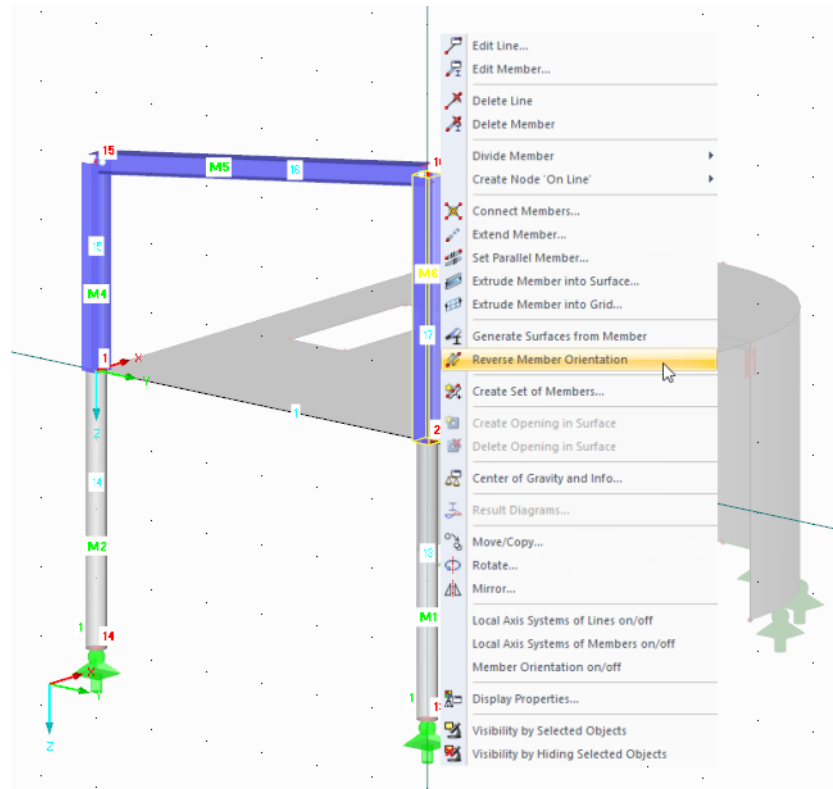 Edit Line...
Edit Member...
Delete Line
Delete Member
Divide Member
Create Node 'On Line'
Connect Members...
Extend Member...
Set Parallel Member...
Extrude Member into Surface...
Extrude Member into Grid...
Generate Surfaces from Member
Reverse Member Orientation
Create Set of Members...
Create Opening in Surface
Delete Opening in Surface
Center of Gravity and Info...
Result Diagrams...
Move/Copy...
Rotate...
Mirror...
Local Axis Systems of Lines on/off
Local Axis Systems of Members on/off
Member Orientation on/off
Display Properties...
Visibility by Selected Objects
Visibility by Hiding Selected Objects
15
M5
16
15
M4
M6
17
1
X
Y
Z
1
2
14
M2
13
M1
1
14
1
X
Y
Z